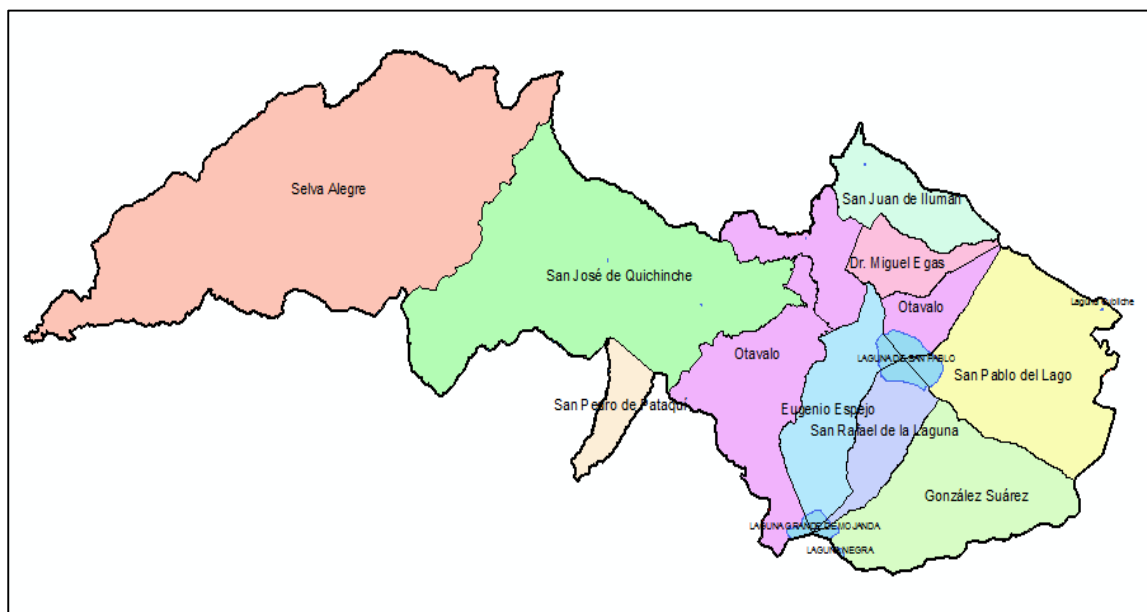 Selva Alegre
San Juan de Ilumán
Dr. Miguel Egas
San José de Quichinche
Otavalo
Laguna Cubilche
Otavalo
LAGUNA DE SAN PABLO
San Pablo del Lago
San Pedro de Pataquí
Eugenio Espejo
San Rafael de la Laguna
González Suárez
LAGUNA GRANDE DE MOJANDA
LAGUNA NEGRA